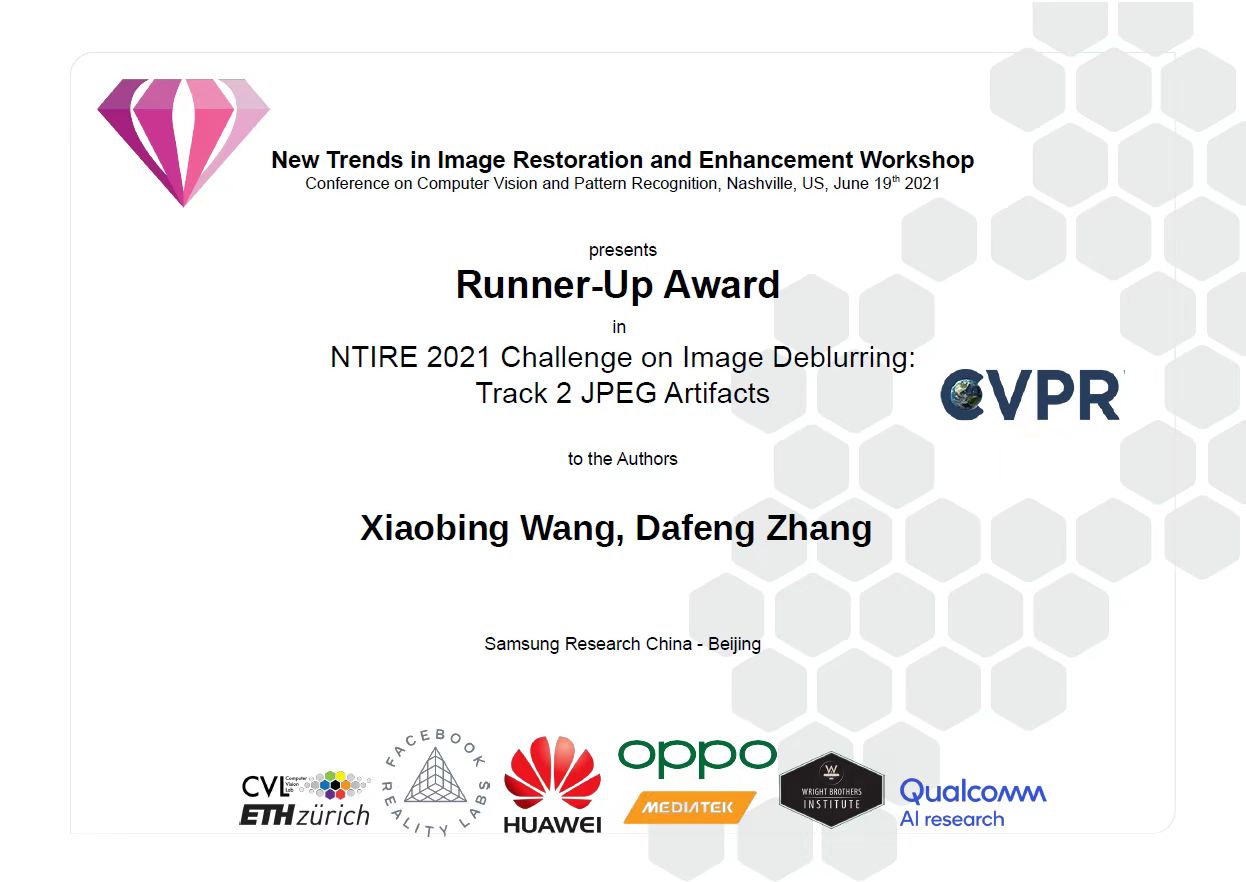 New Trends in Image Restoration and Enhancement Workshop
Conference on Computer Vision and Pattern Recognition, Nashville, US, June 19th 2021
presents
Runner-Up Award
in
NTIRE 2021 Challenge on Image Deblurring:
Track 2 JPEG Artifacts
CVPR
to the Authors
Xiaobing Wang, Dafeng Zhang
Samsung Research China - Beijing
CVL Computer Vision Lab
ETH zürich
FACEBOOK REALITY LABS
HUAWEI
oppo
MEDIATEK
W
WRIGHT BROTHERS
INSTITUTE
Qualcomm
AI research